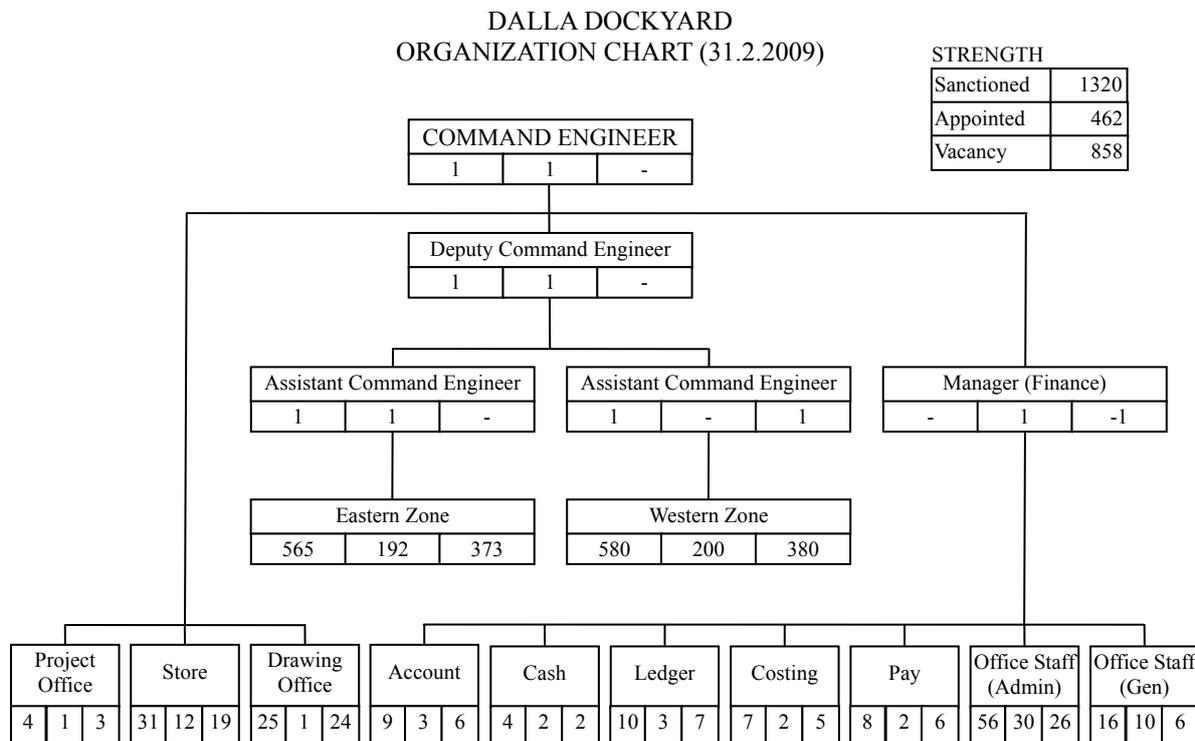 DALLA DOCKYARD
ORGANIZATION CHART (31.2.2009)
STRENGTH
Sanctioned 1320
Appointed 462
Vacancy 858
COMMAND ENGINEER
1 1 -
Deputy Command Engineer
1 1 -
Assistant Command Engineer
1 1 -
Assistant Command Engineer
1 - 1
Manager (Finance)
- 1 -1
Eastern Zone
565 192 373
Western Zone
580 200 380
Project
Office
4 1 3
Store
31 12 19
Drawing
Office
25 1 24
Account
9 3 6
Cash
4 2 2
Ledger
10 3 7
Costing
7 2 5
Pay
8 2 6
Office Staff
(Admin)
56 30 26
Office Staff
(Gen)
16 10 6